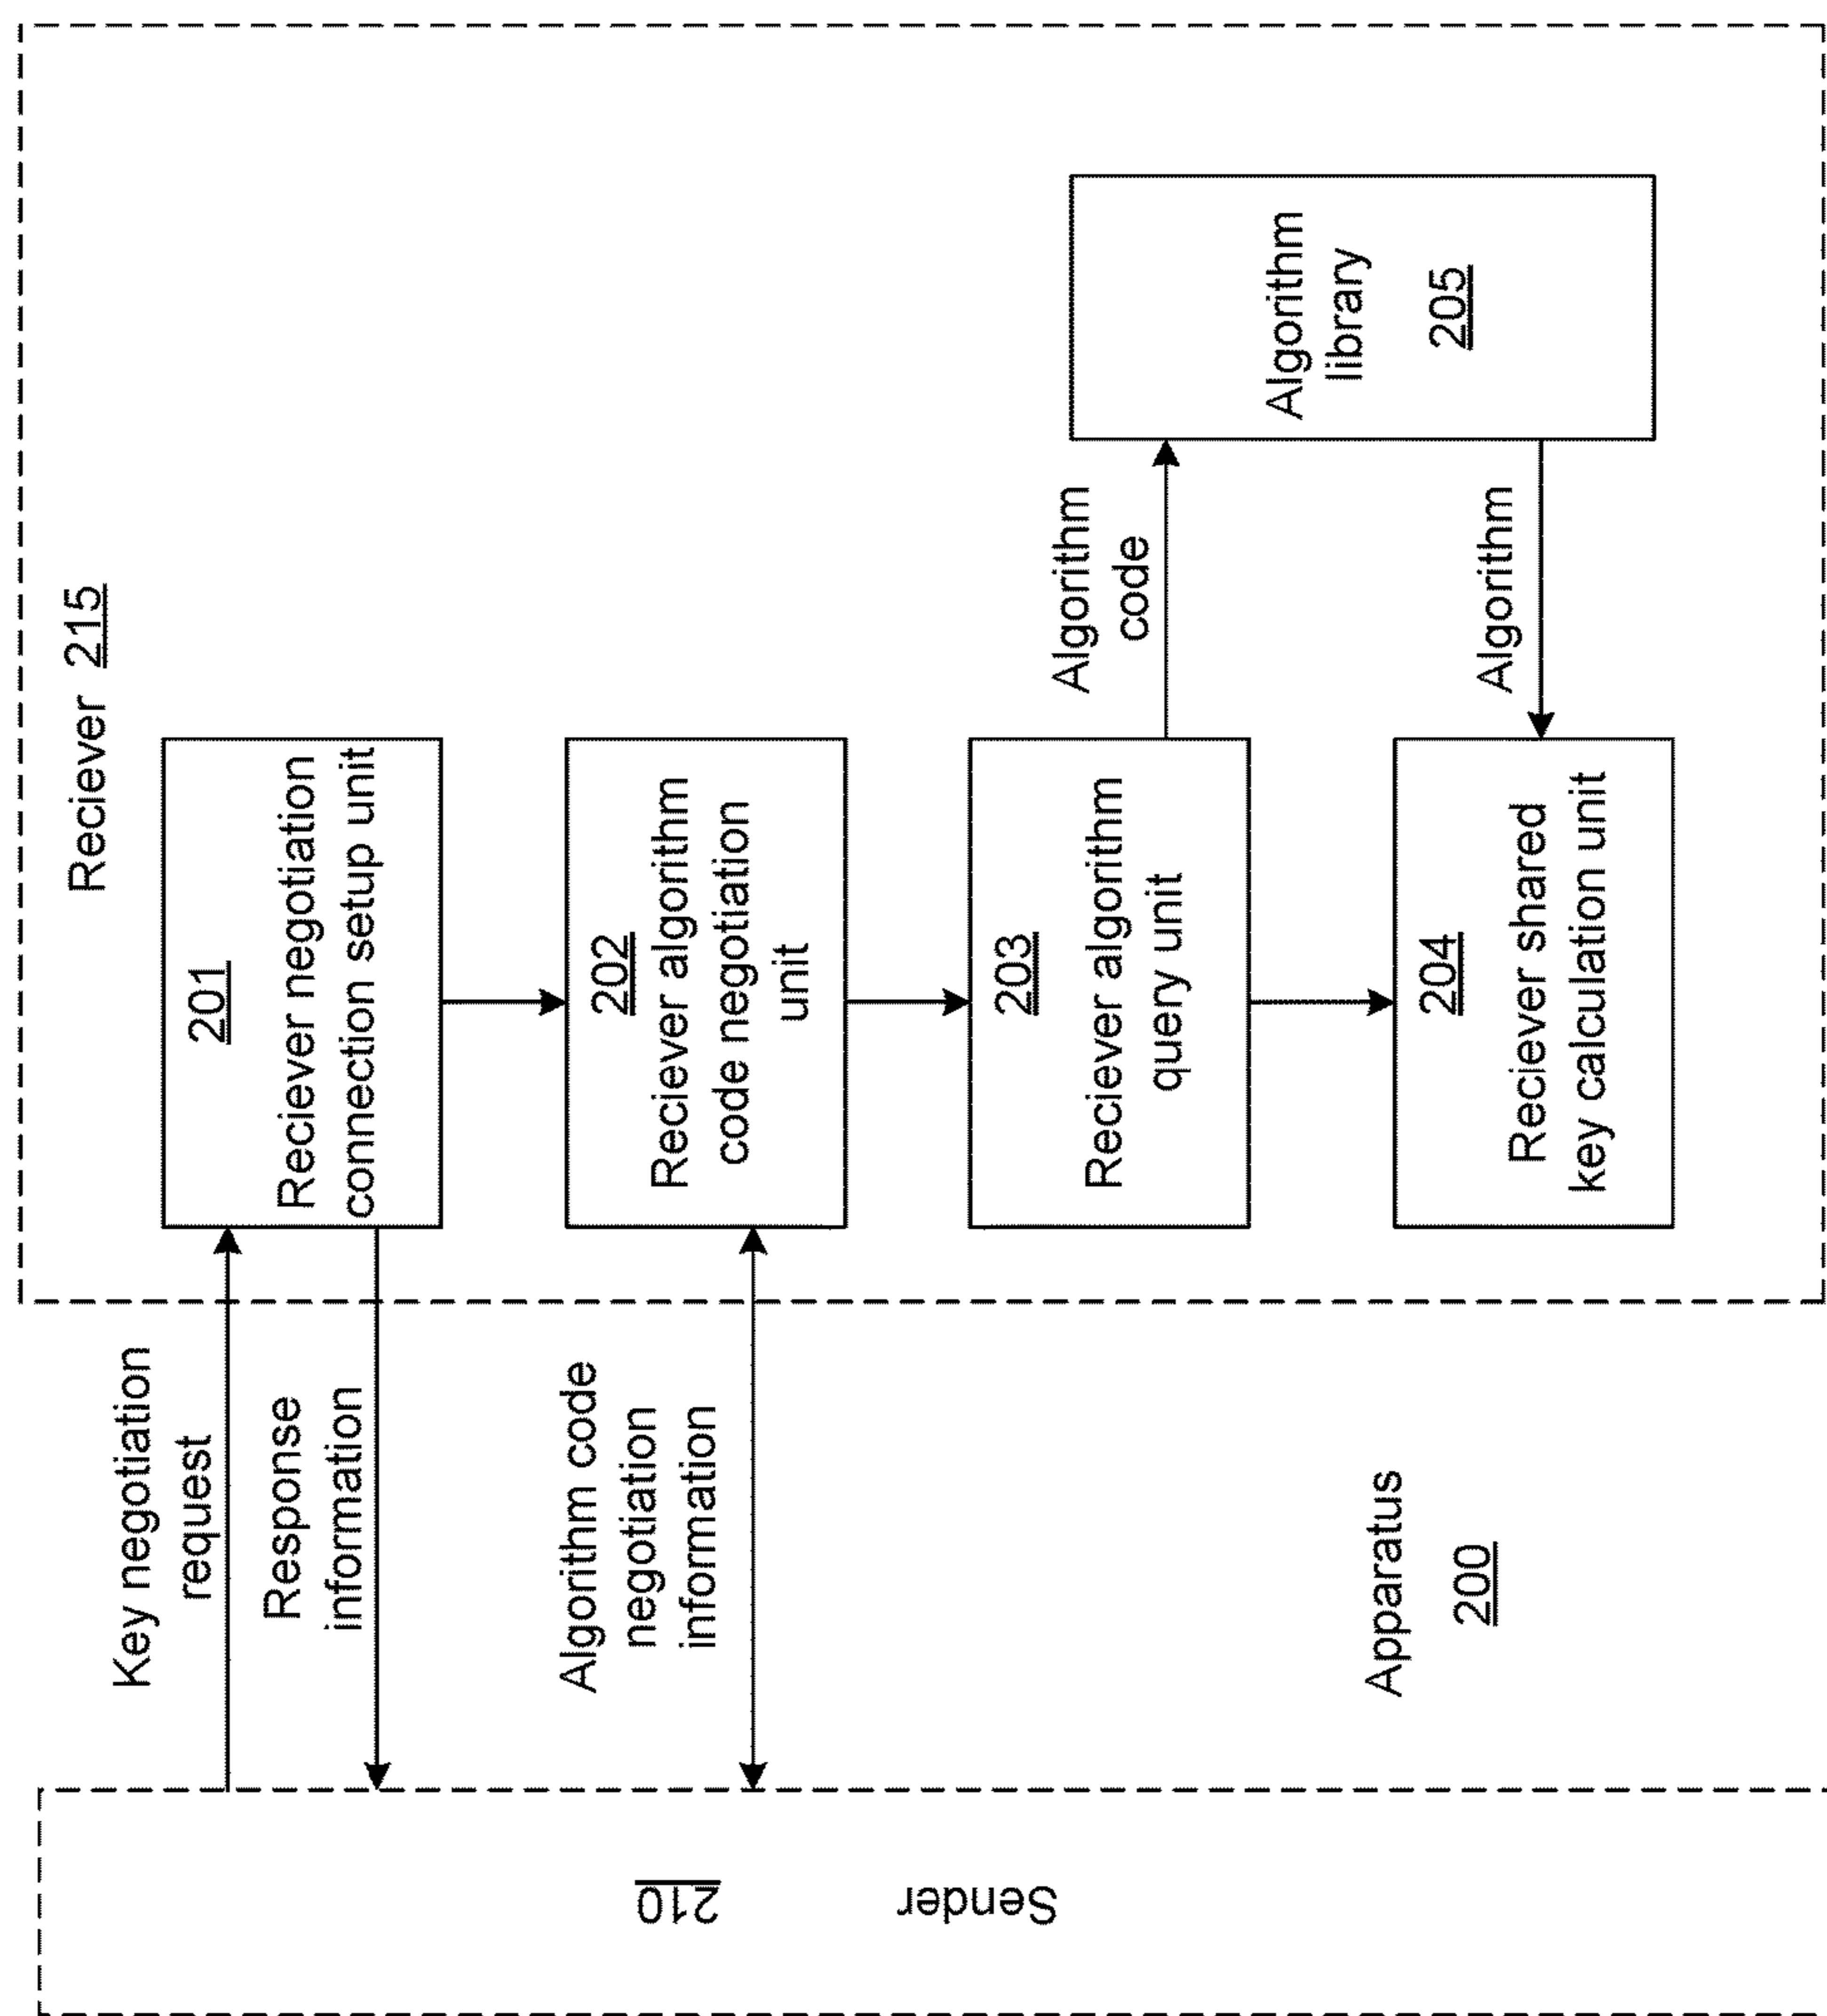 Reciever 215
Key negotiation
request
Response
information
201
Reciever negotiation
connection setup unit
Algorithm code
negotiation
information
202
Reciever algorithm
code negotiation
unit
Sender
210
203
Reciever algorithm
query unit
Algorithm
code
Algorithm
library
205
Apparatus
200
204
Reciever shared
key calculation unit
Algorithm